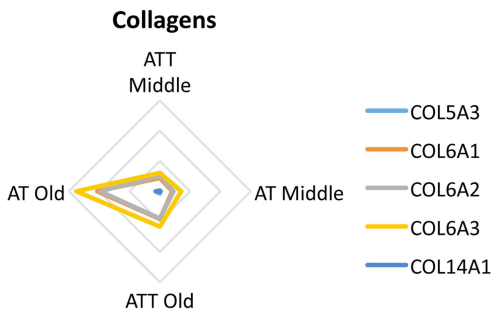 Collagens
ATT
Middle
AT Old
AT Middle
ATT Old
COL5A3
COL6A1
COL6A2
COL6A3
COL14A1